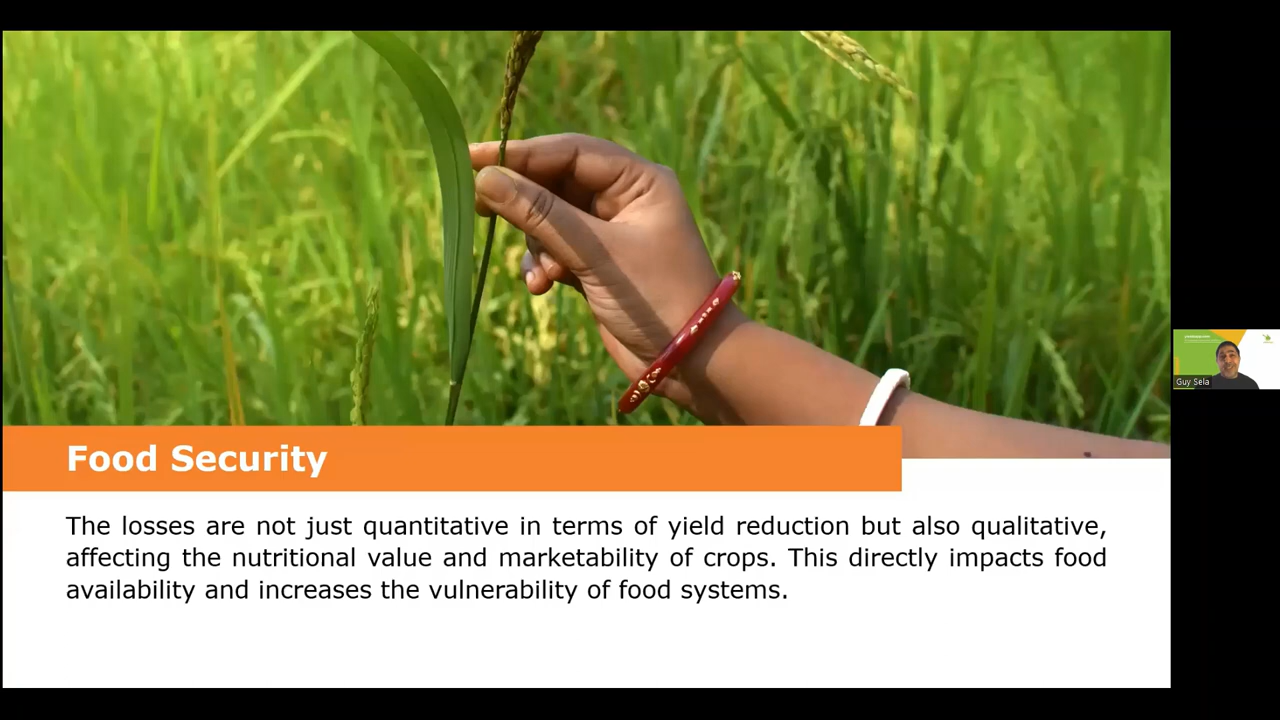 Food Security
The losses are not just quantitative in terms of yield reduction but also qualitative,
affecting the nutritional value and marketability of crops. This directly impacts food
availability and increases the vulnerability of food systems.
Guy Sela